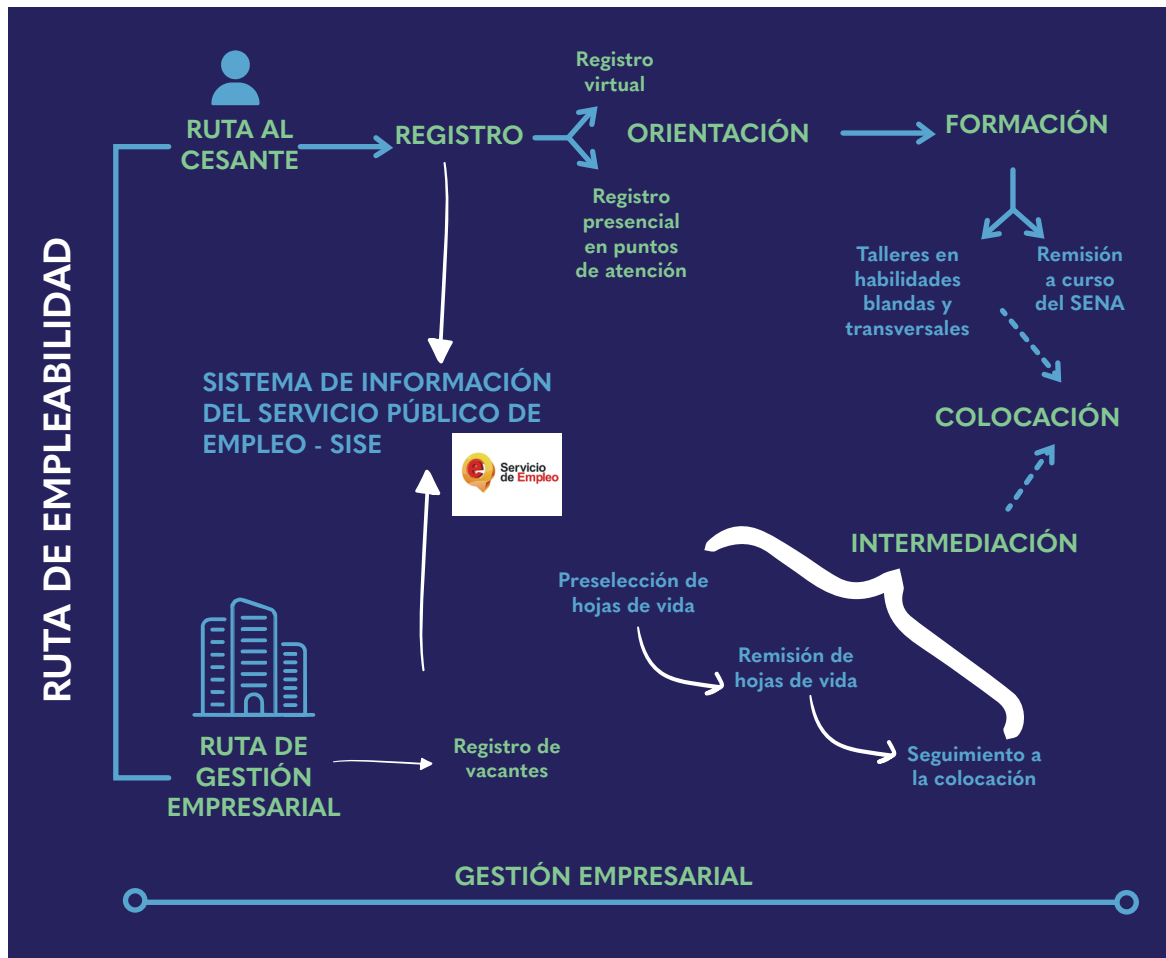 RUTA DE EMPLEABILIDAD
RUTA AL
CESANTE
REGISTRO
Registro
virtual
Registro
presencial
en puntos
de atención
ORIENTACIÓN
FORMACIÓN
Talleres en
habilidades
blandas y
transversales
Remisión
a curso
del SENA
SISTEMA DE INFORMACIÓN
DEL SERVICIO PÚBLICO DE
EMPLEO - SISE
e
Servicio
de Empleo
COLOCACIÓN
INTERMEDIACIÓN
Preselección de
hojas de vida
Remisión de
hojas de vida
Seguimiento a
la colocación
RUTA DE
GESTIÓN
EMPRESARIAL
Registro de
vacantes
GESTIÓN EMPRESARIAL